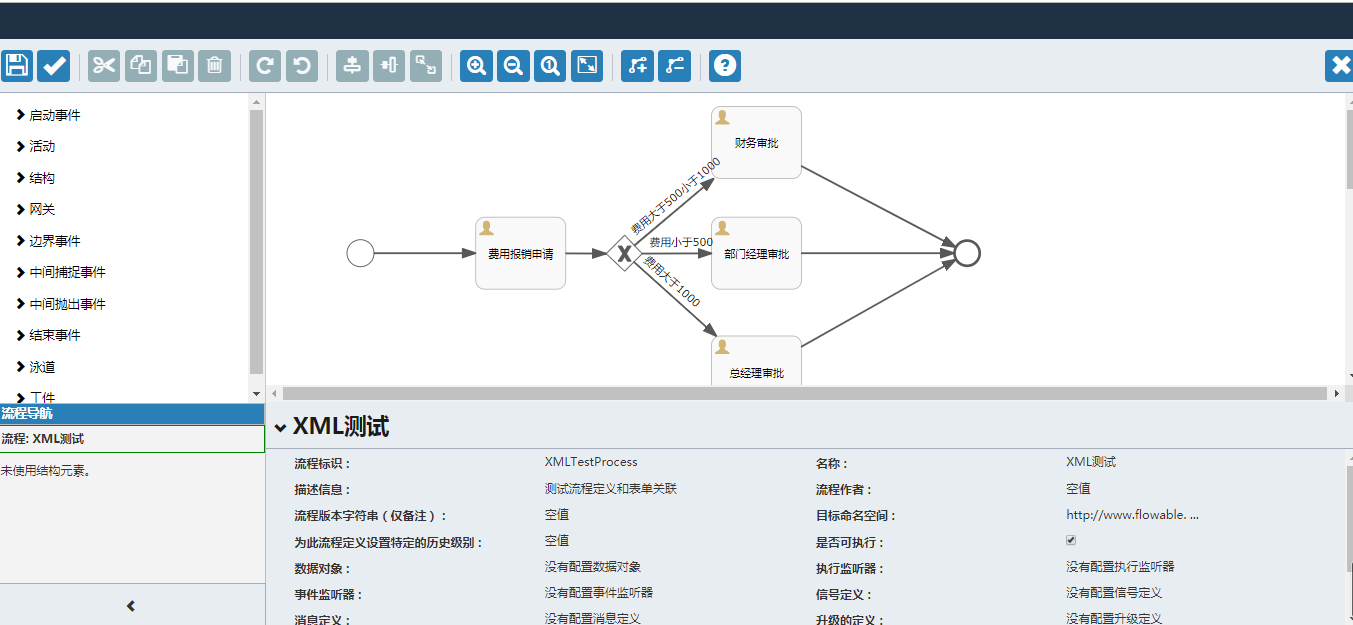 启动事件
活动
结构
网关
边界事件
中间捕捉事件
中间抛出事件
结束事件
泳道
工件
流程导航
流程: XML测试
未使用结构元素。
财务审批
费用大于500小于1000
费用报销申请
X
费用小于500
部门经理审批
费用大于1000
总经理审批
XML测试
流程标识： XMLTestProcess 名称： XML测试
描述信息： 测试流程定义和表单关联 流程作者： 空值
流程版本字符串（仅备注）： 空值 目标命名空间： http://www.flowable. ...
为此流程定义设置特定的历史级别： 空值 是否可执行：
数据对象： 没有配置数据对象 执行监听器： 没有配置执行监听器
事件监听器： 没有配置事件监听器 信号定义： 没有配置信号定义
消息定义： 没有配置消息定义 升级的定义： 没有配置升级定义